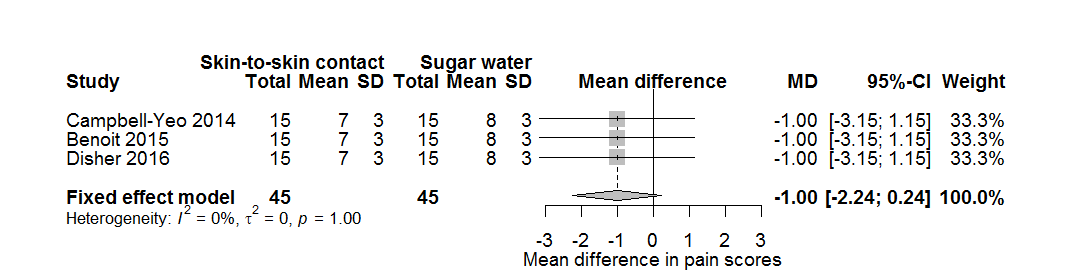 Skin-to-skin contact Sugar water
Study Total Mean SD Total Mean SD Mean difference MD 95%-CI Weight
Campbell-Yeo 2014 15 7 3 15 8 3 -1.00 [-3.15; 1.15] 33.3%
Benoit 2015 15 7 3 15 8 3 -1.00 [-3.15; 1.15] 33.3%
Disher 2016 15 7 3 15 8 3 -1.00 [-3.15; 1.15] 33.3%
Fixed effect model 45 45 -1.00 [-2.24; 0.24] 100.0%
Heterogeneity: I² = 0%, τ² = 0, p = 1.00
-3 -2 -1 0 1 2 3
Mean difference in pain scores